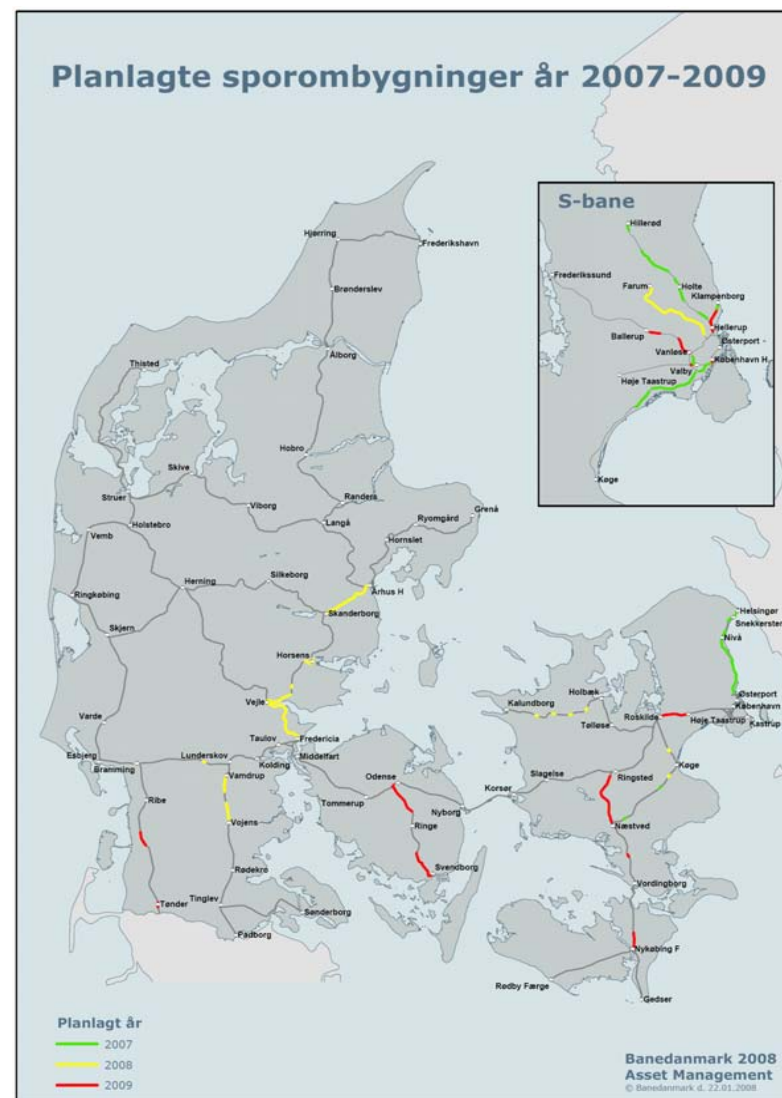 Planlagte sporombygninger år 2007-2009
S-bane
Hillerød
Frederikssund
Farum
Holte
Klampenborg
Hellerup
Ballerup
Østerport
Vanløse
København H
Valby
Høje Taastrup
Køge
Hjørring
Frederikshavn
Brønderslev
Thisted
Ålborg
Hobro
Skive
Struer
Viborg
Randers
Holstebro
Langå
Ryomgård
Grenå
Vemb
Hornslet
Herning
Silkeborg
Århus H
Ringkøbing
Skanderborg
Skjern
Helsingør
Snekkersten
Nivå
Horsens
Vejle
Kalundborg
Holbæk
Østerport
København
Varde
Tølløse
Roskilde
Høje Taastrup
Kastrup
Taulov
Fredericia
Esbjerg
Bramming
Lunderskov
Kolding
Middelfart
Vamdrup
Odense
Slagelse
Ringsted
Køge
Korsør
Ribe
Tommerup
Nyborg
Vojens
Ringe
Næstved
Rødekro
Svendborg
Vordingborg
Tønder
Tinglev
Sønderborg
Padborg
Nykøbing F
Rødby Færge
Gedser
Planlagt år
2007
2008
2009
Banedanmark 2008
Asset Management
© Banedanmark d. 22.01.2008